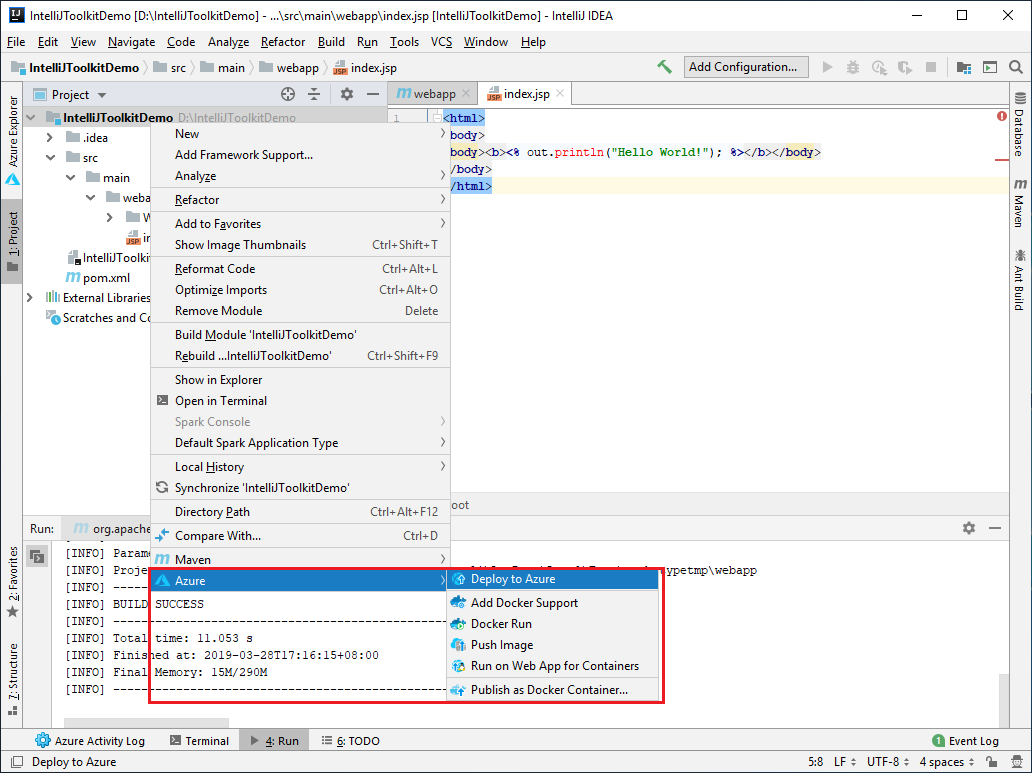 IntelliJToolkitDemo [D:\IntelliJToolkitDemo] - ...\src\main\webapp\index.jsp [IntelliJToolkitDemo] - IntelliJ IDEA
File Edit View Navigate Code Analyze Refactor Build Run Tools VCS Window Help
IntelliJToolkitDemo src main webapp index.jsp Add Configuration...
Project webapp index.jsp
Azure Explorer
1: Project
2: Favorites
7: Structure
IntelliJToolkitDemo D:\IntelliJToolkitDemo
.idea
src
main
weba
W
in
IntelliJToolki
pom.xml
External Libraries
Scratches and Co
1 <html>
body>
body><b><% out.println("Hello World!"); %></b></body>
/body>
/html>
oot
Database
Maven
Ant Build
New
Add Framework Support...
Analyze
Refactor
Add to Favorites
Show Image Thumbnails Ctrl+Shift+T
Reformat Code Ctrl+Alt+L
Optimize Imports Ctrl+Alt+O
Remove Module Delete
Build Module 'IntelliJToolkitDemo'
Rebuild ...IntelliJToolkitDemo' Ctrl+Shift+F9
Show in Explorer
Open in Terminal
Spark Console
Default Spark Application Type
Local History
Synchronize 'IntelliJToolkitDemo'
Directory Path Ctrl+Alt+F12
Compare With... Ctrl+D
Maven
Azure
Deploy to Azure
Add Docker Support
Docker Run
Push Image
Run on Web App for Containers
Publish as Docker Container...
Run: org.apache
[INFO] Parame
[INFO] Proje ypetmp\webapp
[INFO] ------------------------------------------------
[INFO] BUILD SUCCESS
[INFO] ------------------------------------------------
[INFO] Total time: 11.053 s
[INFO] Finished at: 2019-03-28T17:16:15+08:00
[INFO] Final Memory: 15M/290M
[INFO] ------------------------------------------------
Azure Activity Log Terminal 4: Run 6: TODO 1 Event Log
Deploy to Azure 5:8 LF UTF-8 4 spaces